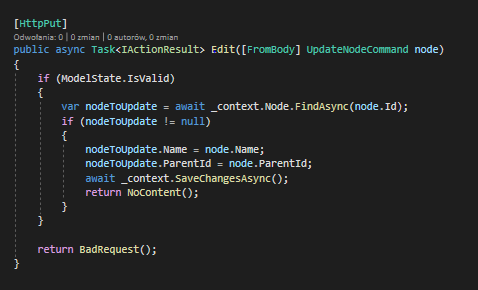 [HttpPut]
Odwołania: 0 | 0 zmian | 0 autorów, 0 zmian
public async Task<IActionResult> Edit([FromBody] UpdateNodeCommand node)
{
if (ModelState.IsValid)
{
var nodeToUpdate = await _context.Node.FindAsync(node.Id);
if (nodeToUpdate != null)
{
nodeToUpdate.Name = node.Name;
nodeToUpdate.ParentId = node.ParentId;
await _context.SaveChangesAsync();
return NoContent();
}
}
return BadRequest();
}